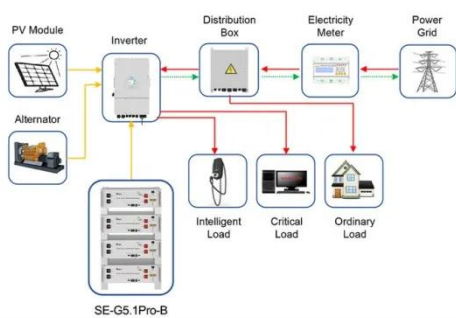 PV Module
Inverter
Distribution
Box
Electricity
Meter
Power
Grid
Alternator
Intelligent
Load
Critical
Load
Ordinary
Load
SE-G5.1Pro-B